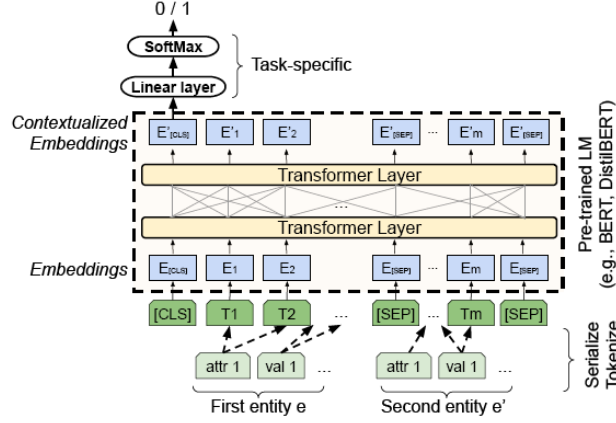 0 / 1
SoftMax
Linear layer
Task-specific
Contextualized Embeddings
E'[CLS] E'1 E'2 E'[SEP] ... E'm E'[SEP]
Transformer Layer
...
Transformer Layer
Embeddings
E[CLS] E1 E2 E[SEP] ... Em E[SEP]
[CLS] T1 T2 ... [SEP] ... Tm [SEP]
attr 1 val 1 ... attr 1 val 1 ...
First entity e Second entity e'
Pre-trained LM
(e.g., BERT, DistilBERT)
Serialize
Tokenize